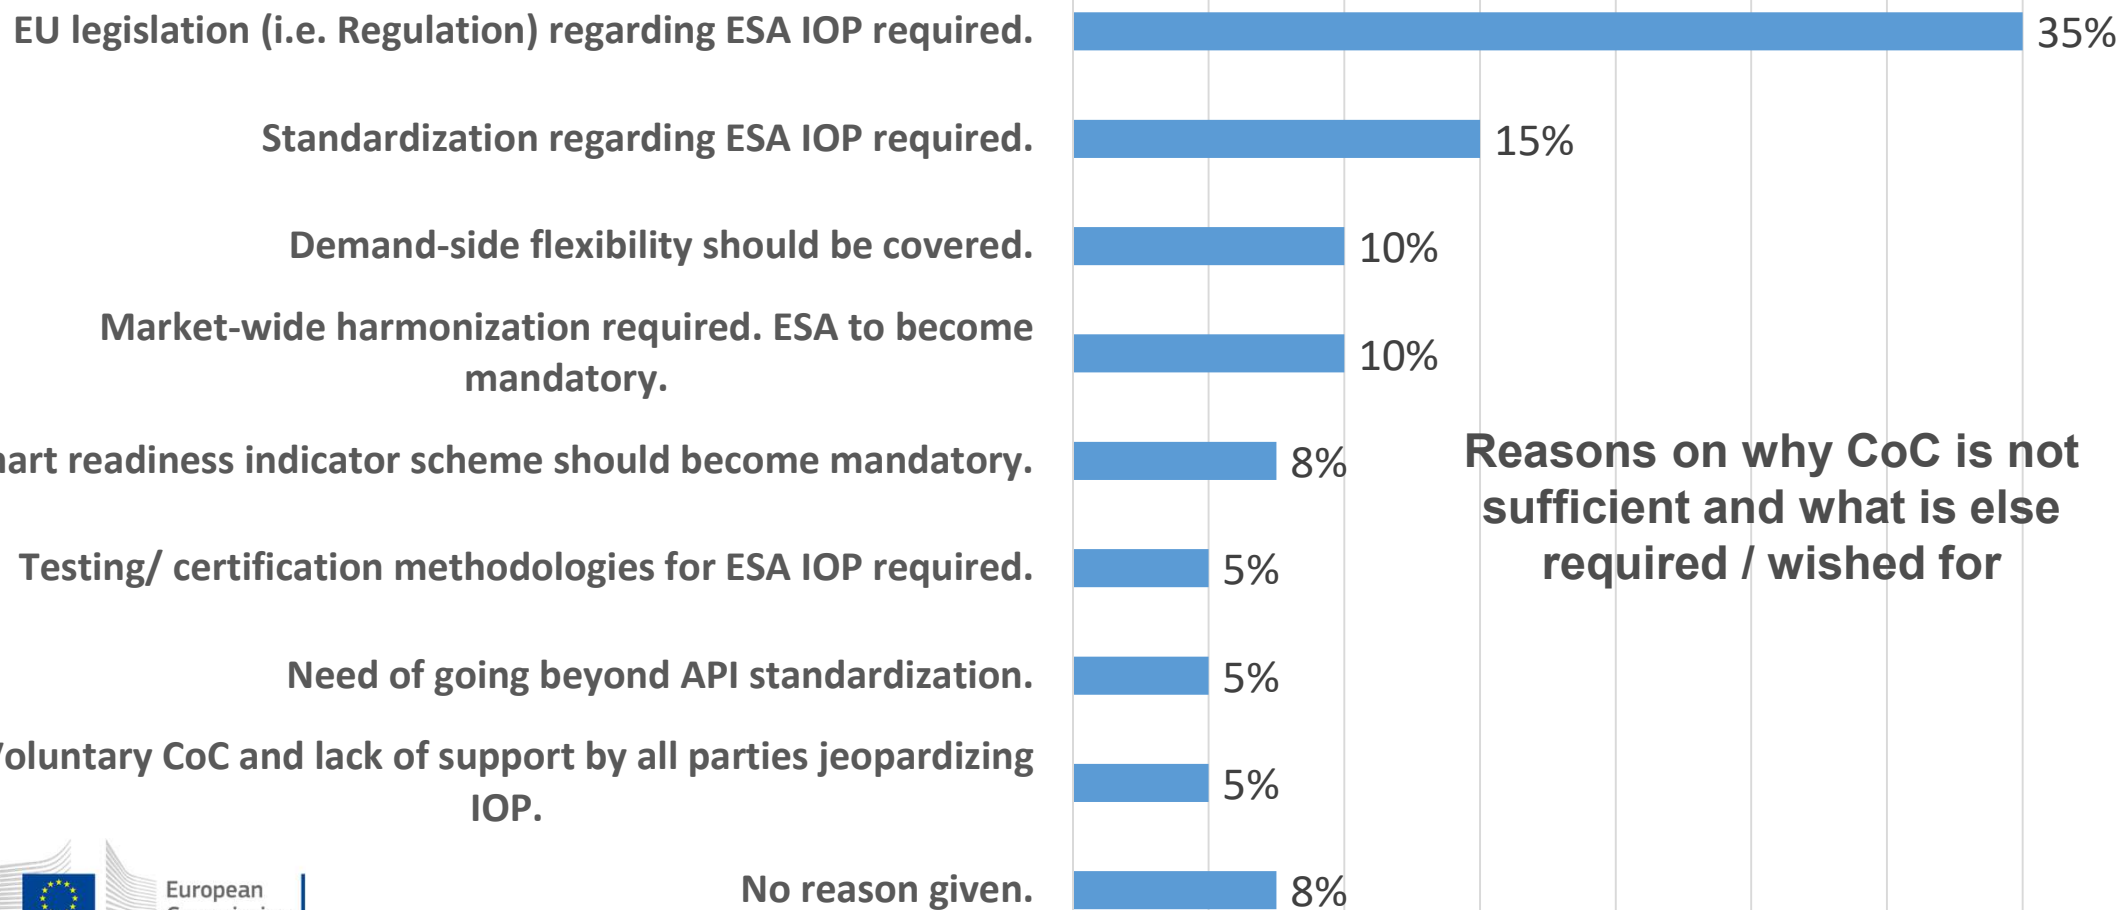 EU legislation (i.e. Regulation) regarding ESA IOP required.
35%
Standardization regarding ESA IOP required.
15%
Demand-side flexibility should be covered.
10%
Market-wide harmonization required. ESA to become
mandatory.
10%
readiness indicator scheme should become mandatory.
8%
Reasons on why CoC is not
sufficient and what is else
required / wished for
Testing/ certification methodologies for ESA IOP required.
5%
Need of going beyond API standardization.
5%
Voluntary CoC and lack of support by all parties jeopardizing
IOP.
5%
No reason given.
8%
European